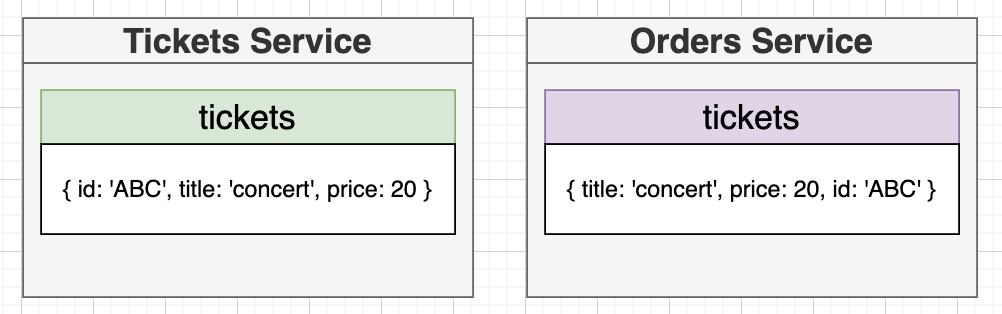 Tickets Service
tickets
{ id: 'ABC', title: 'concert', price: 20 }
Orders Service
tickets
{ title: 'concert', price: 20, id: 'ABC' }